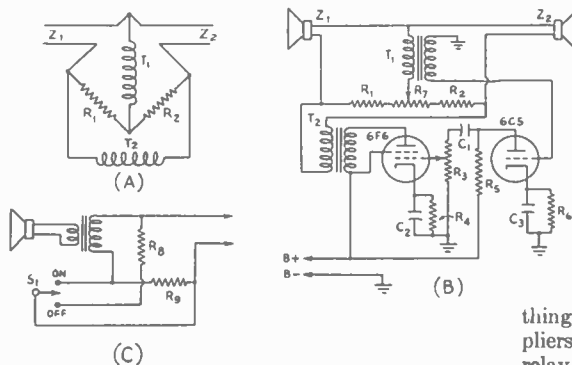 Z1
Z2
T1
R1
R2
T2
(A)
Z1
Z2
T1
R1
R7
R2
T2
6F6
6C5
C1
R3
R5
C2
R4
C3
R6
B+
B-
(B)
R8
S1
ON
R9
OFF
(C)
thing
pliers
relay